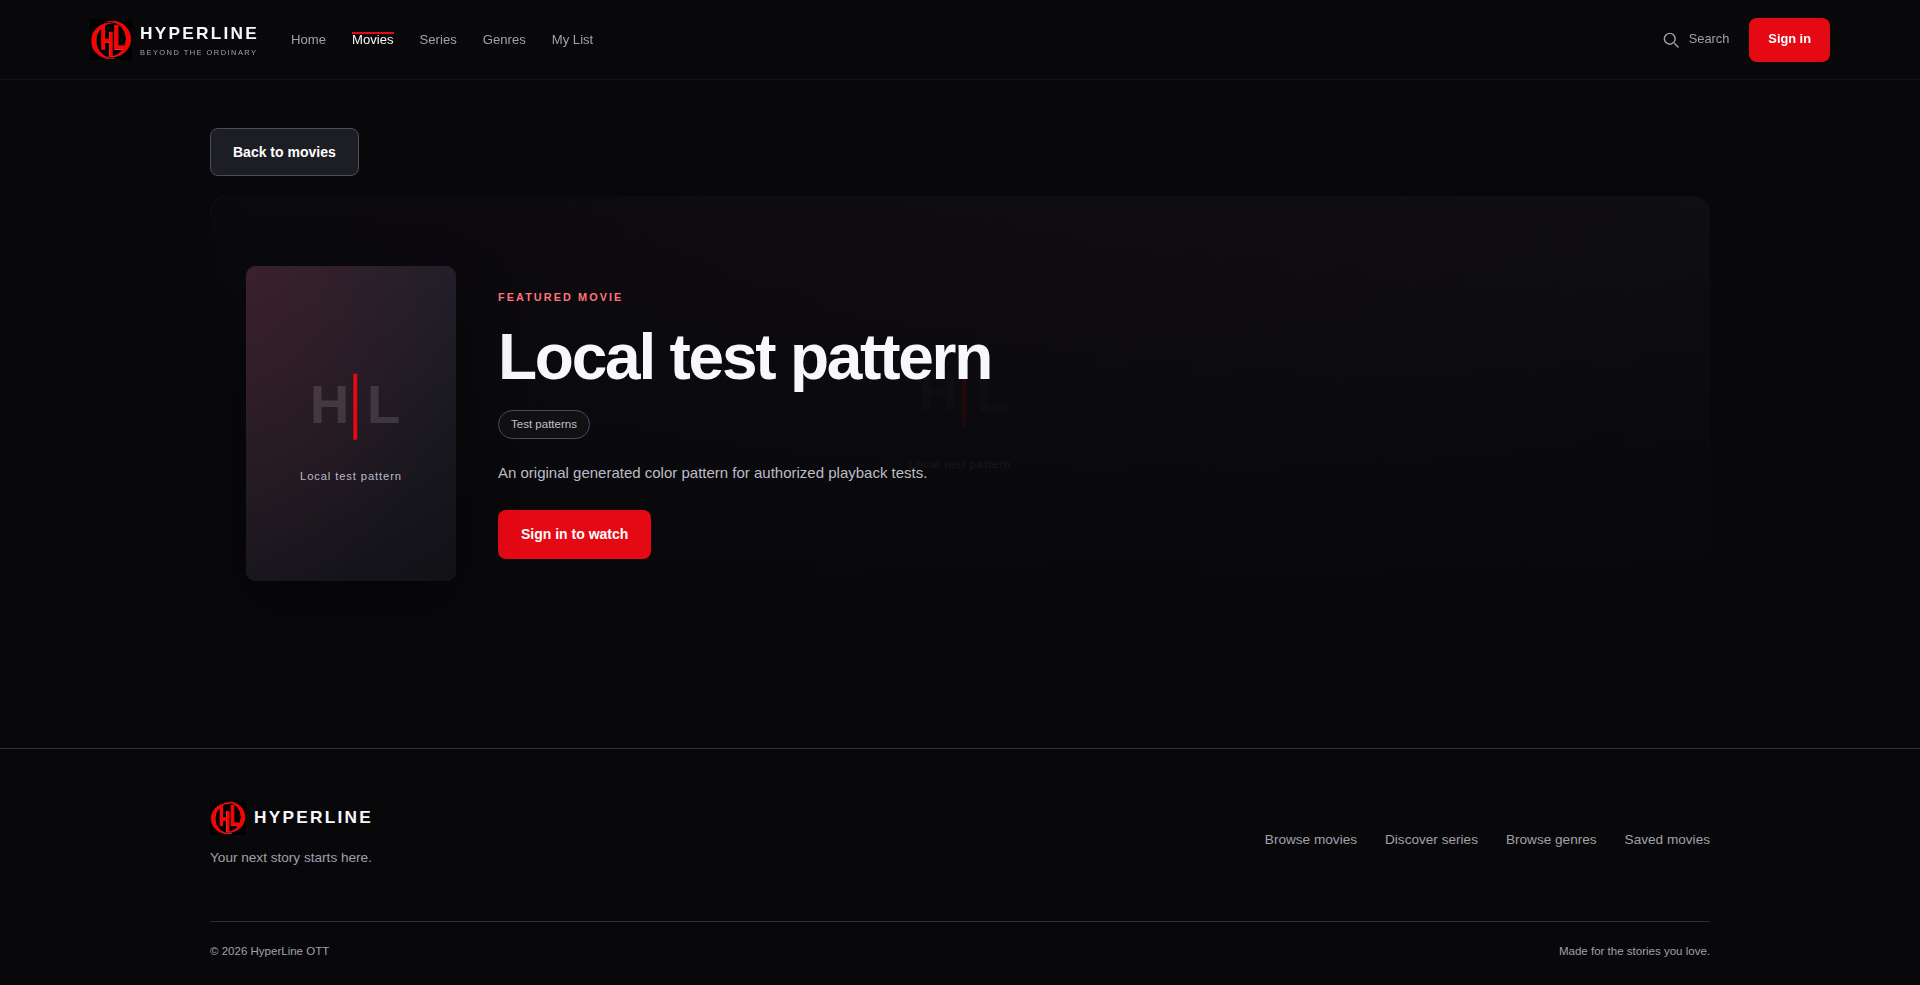 HYPERLINE
BEYOND THE ORDINARY
Home
Movies
Series
Genres
My List
Search
Sign in
Back to movies
H L
Local test pattern
FEATURED MOVIE
Local test pattern
Test patterns
An original generated color pattern for authorized playback tests.
Sign in to watch
H L
Local test pattern
HYPERLINE
Your next story starts here.
Browse movies
Discover series
Browse genres
Saved movies
© 2026 HyperLine OTT
Made for the stories you love.